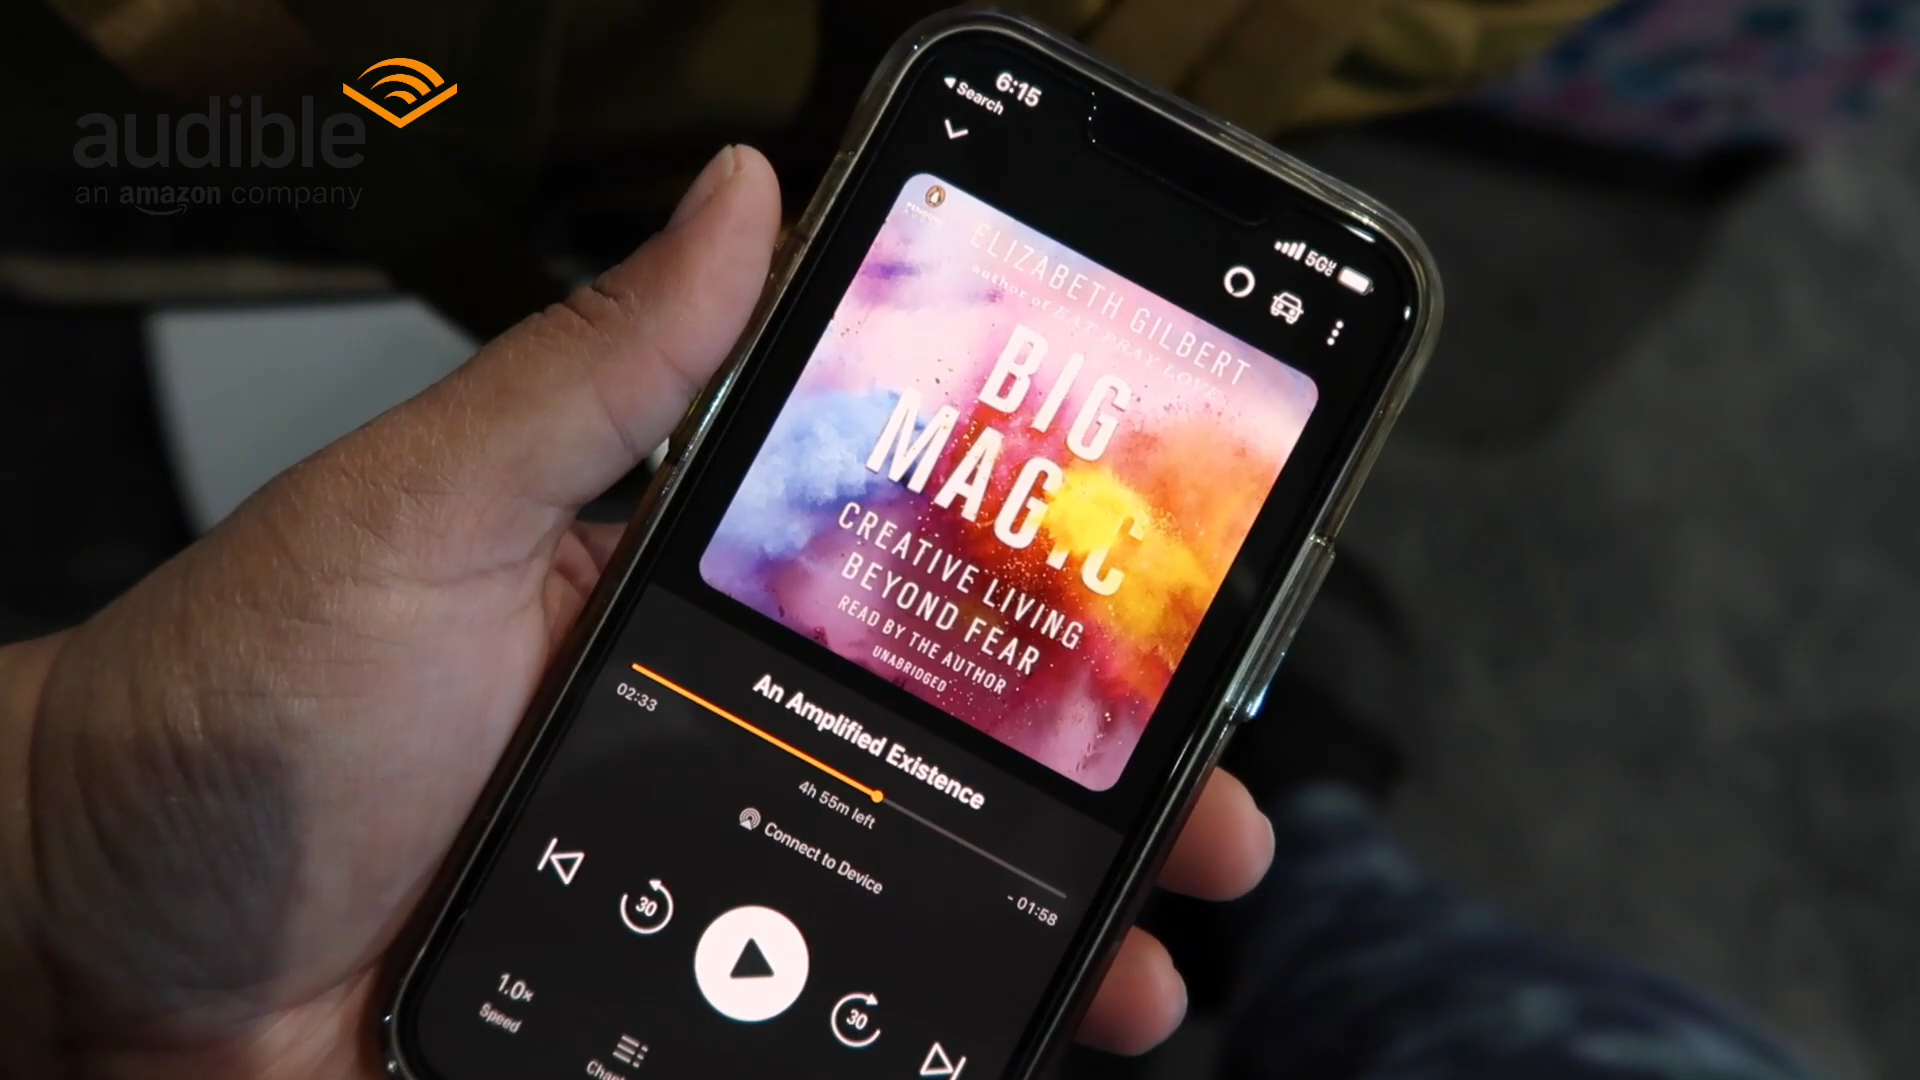 audible
an amazon company
6:15
Search
5G
ELIZABETH GILBERT
author of EAT PRAY LOVE
BIG
MAGIC
CREATIVE LIVING
BEYOND FEAR
READ BY THE AUTHOR
UNABRIDGED
An Amplified Existence
02:33
4h 55m left
- 01:58
Connect to Device
30
30
1.0x
Speed